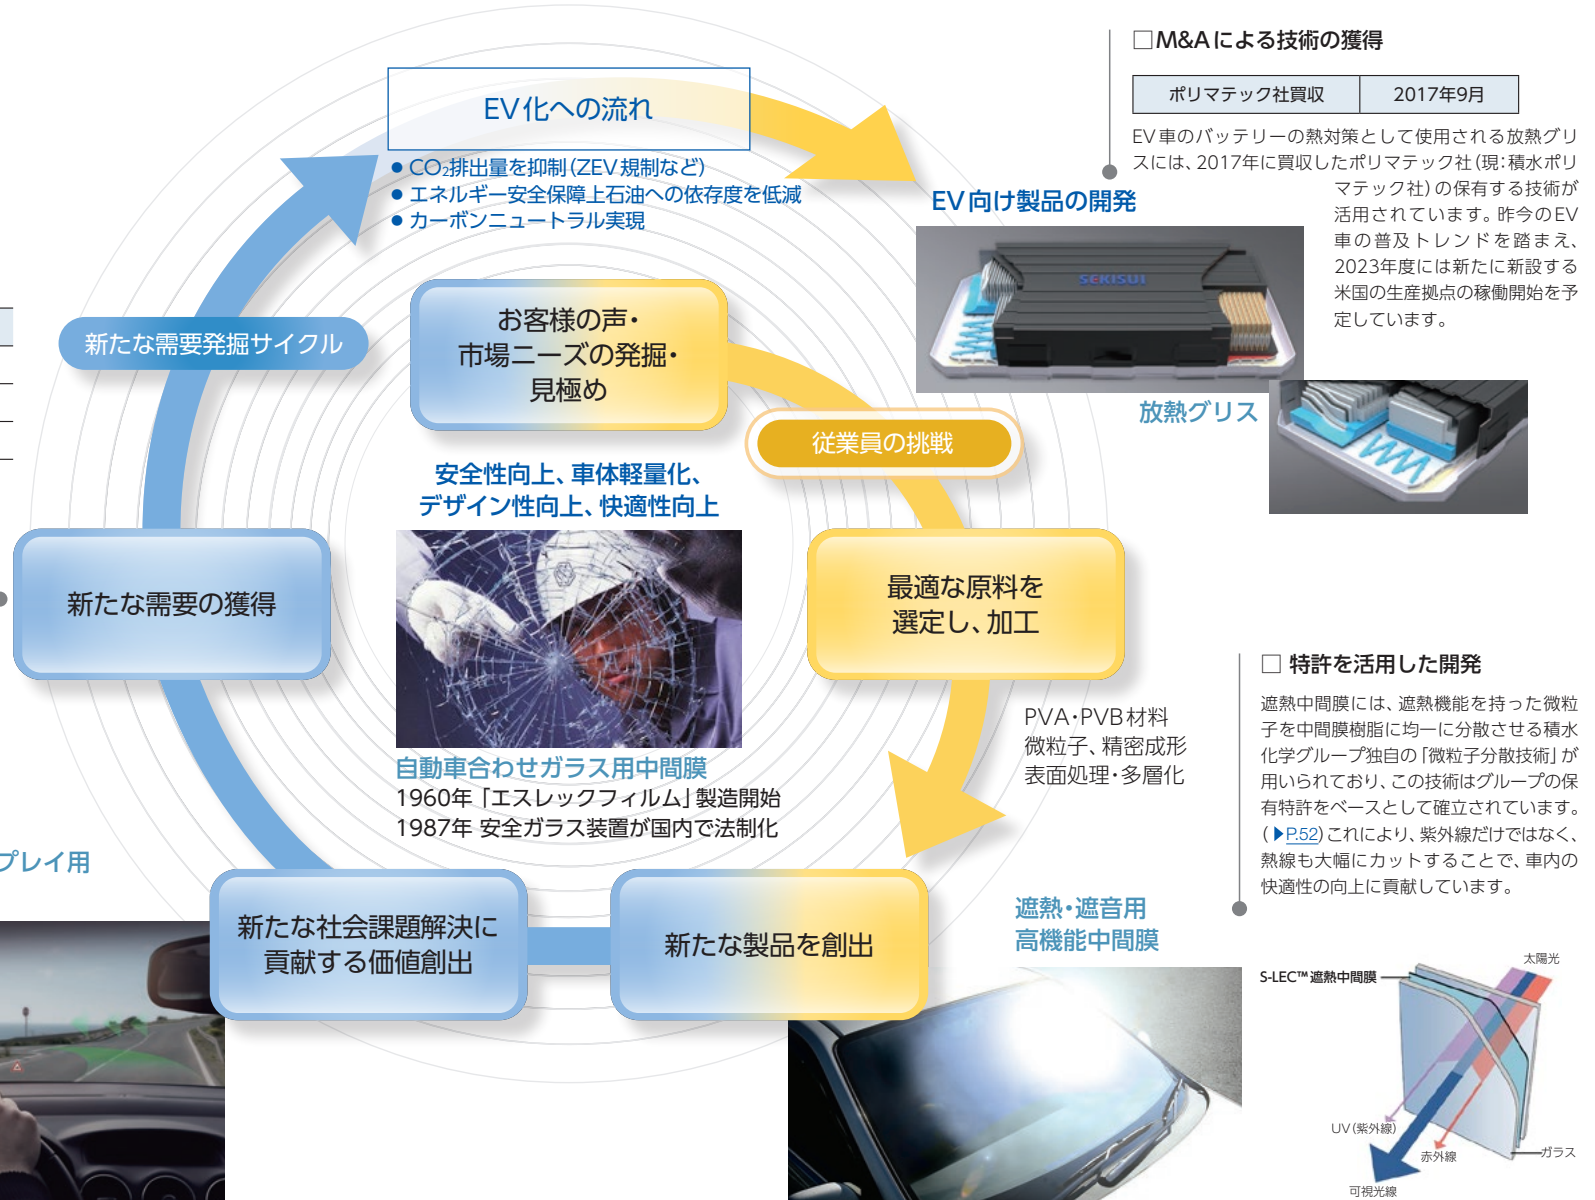 EV化への流れ
● CO₂排出量を抑制(ZEV規制など)
● エネルギー安全保障上石油への依存度を低減
● カーボンニュートラル実現
新たな需要発掘サイクル
お客様の声・
市場ニーズの発掘・
見極め
従業員の挑戦
安全性向上、車体軽量化、
デザイン性向上、快適性向上
新たな需要の獲得
最適な原料を
選定し、加工
PVA・PVB材料
微粒子、精密成形
表面処理・多層化
自動車合わせガラス用中間膜
1960年「エスレックフィルム」製造開始
1987年 安全ガラス装置が国内で法制化
プレイ用
新たな社会課題解決に
貢献する価値創出
新たな製品を創出
遮熱・遮音用
高機能中間膜
□M&Aによる技術の獲得
ポリマテック社買収 2017年9月
EV車のバッテリーの熱対策として使用される放熱グリ
スには、2017年に買収したポリマテック社(現:積水ポリ
マテック社)の保有する技術が
活用されています。昨今のEV
車の普及トレンドを踏まえ、
2023年度には新たに新設する
米国の生産拠点の稼働開始を予
定しています。
EV向け製品の開発
SEKISUI
放熱グリス
□ 特許を活用した開発
遮熱中間膜には、遮熱機能を持った微粒
子を中間膜樹脂に均一に分散させる積水
化学グループ独自の「微粒子分散技術」が
用いられており、この技術はグループの保
有特許をベースとして確立されています。
(▶P.52)これにより、紫外線だけではなく、
熱線も大幅にカットすることで、車内の
快適性の向上に貢献しています。
太陽光
S-LEC™遮熱中間膜
UV(紫外線)
赤外線
ガラス
可視光線